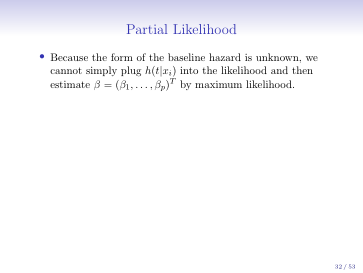 Partial Likelihood
• Because the form of the baseline hazard is unknown, we
cannot simply plug h(t|xᵢ) into the likelihood and then
estimate β = (β₁, . . . , βₚ)ᵀ by maximum likelihood.
32 / 53